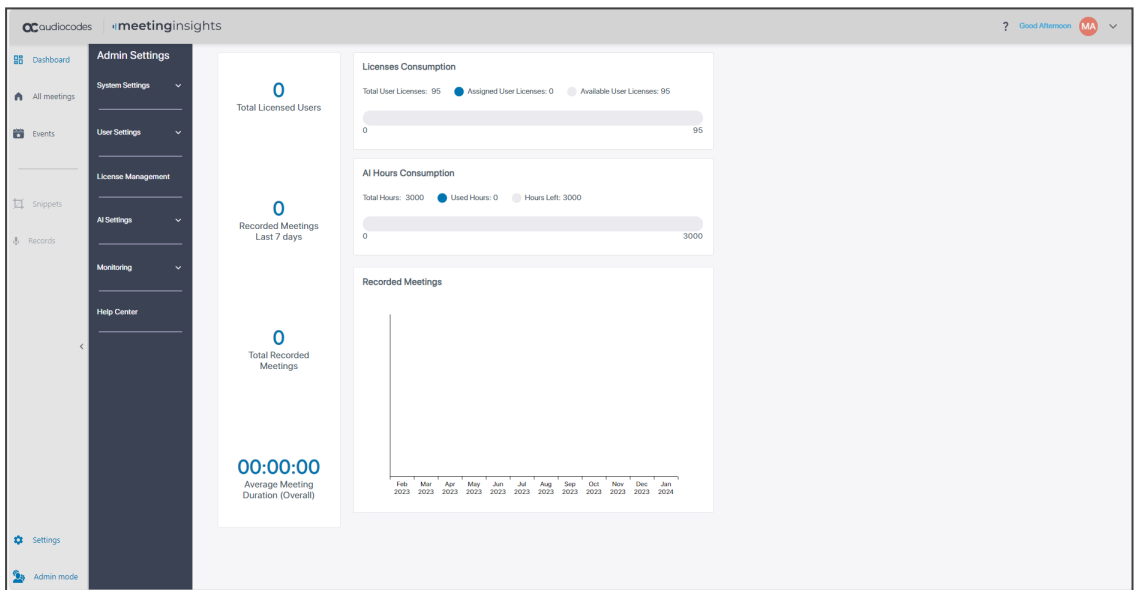 audiocodes meetinginsights
? Good Afternoon MA
Dashboard
All meetings
Events
Snippets
Records
Settings
Admin mode
Admin Settings
System Settings
User Settings
License Management
AI Settings
Monitoring
Help Center
0
Total Licensed Users
0
Recorded Meetings
Last 7 days
0
Total Recorded
Meetings
00:00:00
Average Meeting
Duration (Overall)
Licenses Consumption
Total User Licenses: 95 Assigned User Licenses: 0 Available User Licenses: 95
0 95
AI Hours Consumption
Total Hours: 3000 Used Hours: 0 Hours Left: 3000
0 3000
Recorded Meetings
Feb Mar Apr May Jun Jul Aug Sep Oct Nov Dec Jan
2023 2023 2023 2023 2023 2023 2023 2023 2023 2023 2023 2024